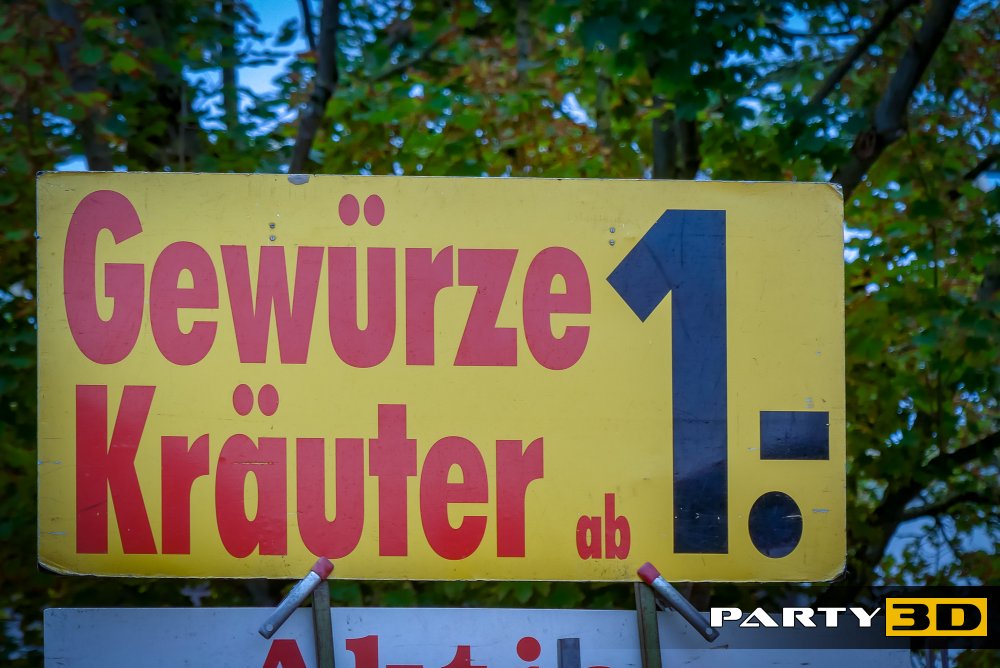 Gewürze
Kräuter ab 1.-
PARTY 3D